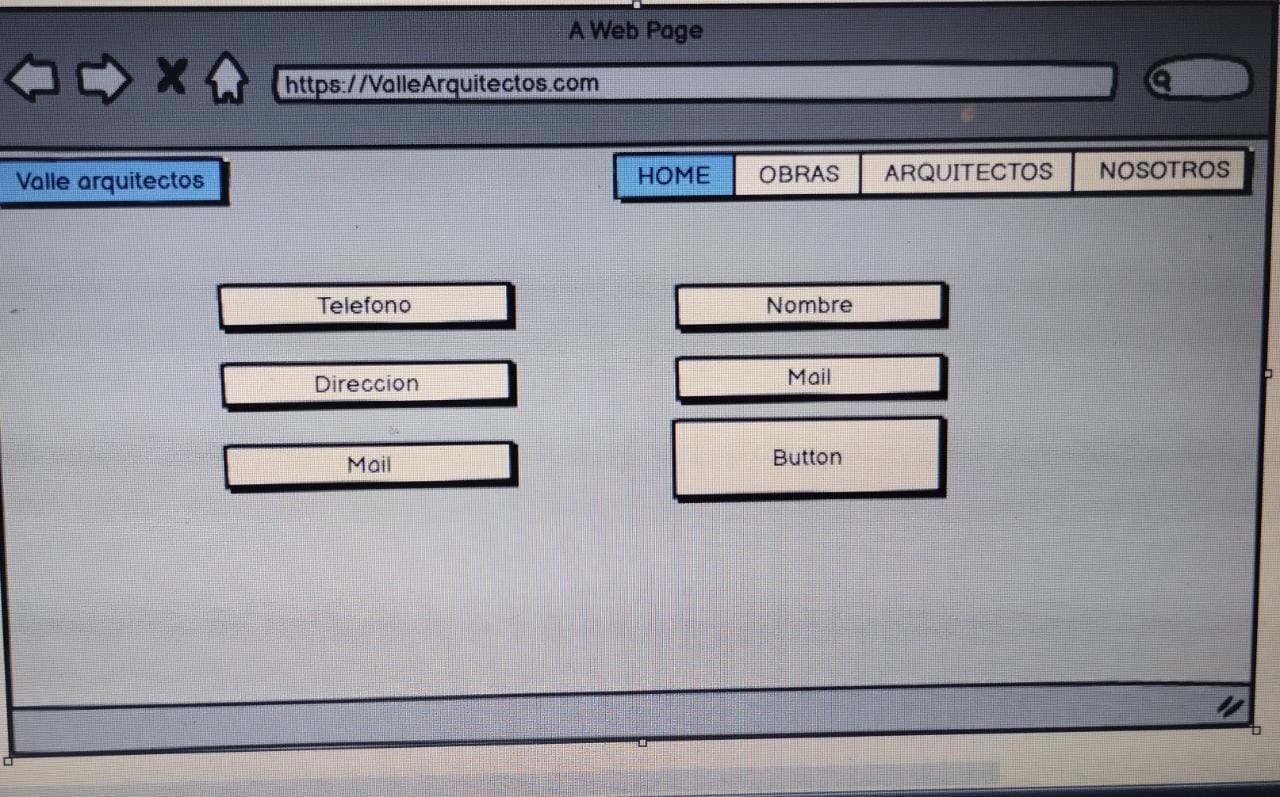 A Web Page
https://ValleArquitectos.com
Valle arquitectos
HOME OBRAS ARQUITECTOS NOSOTROS
Telefono
Nombre
Direccion
Mail
Mail
Button